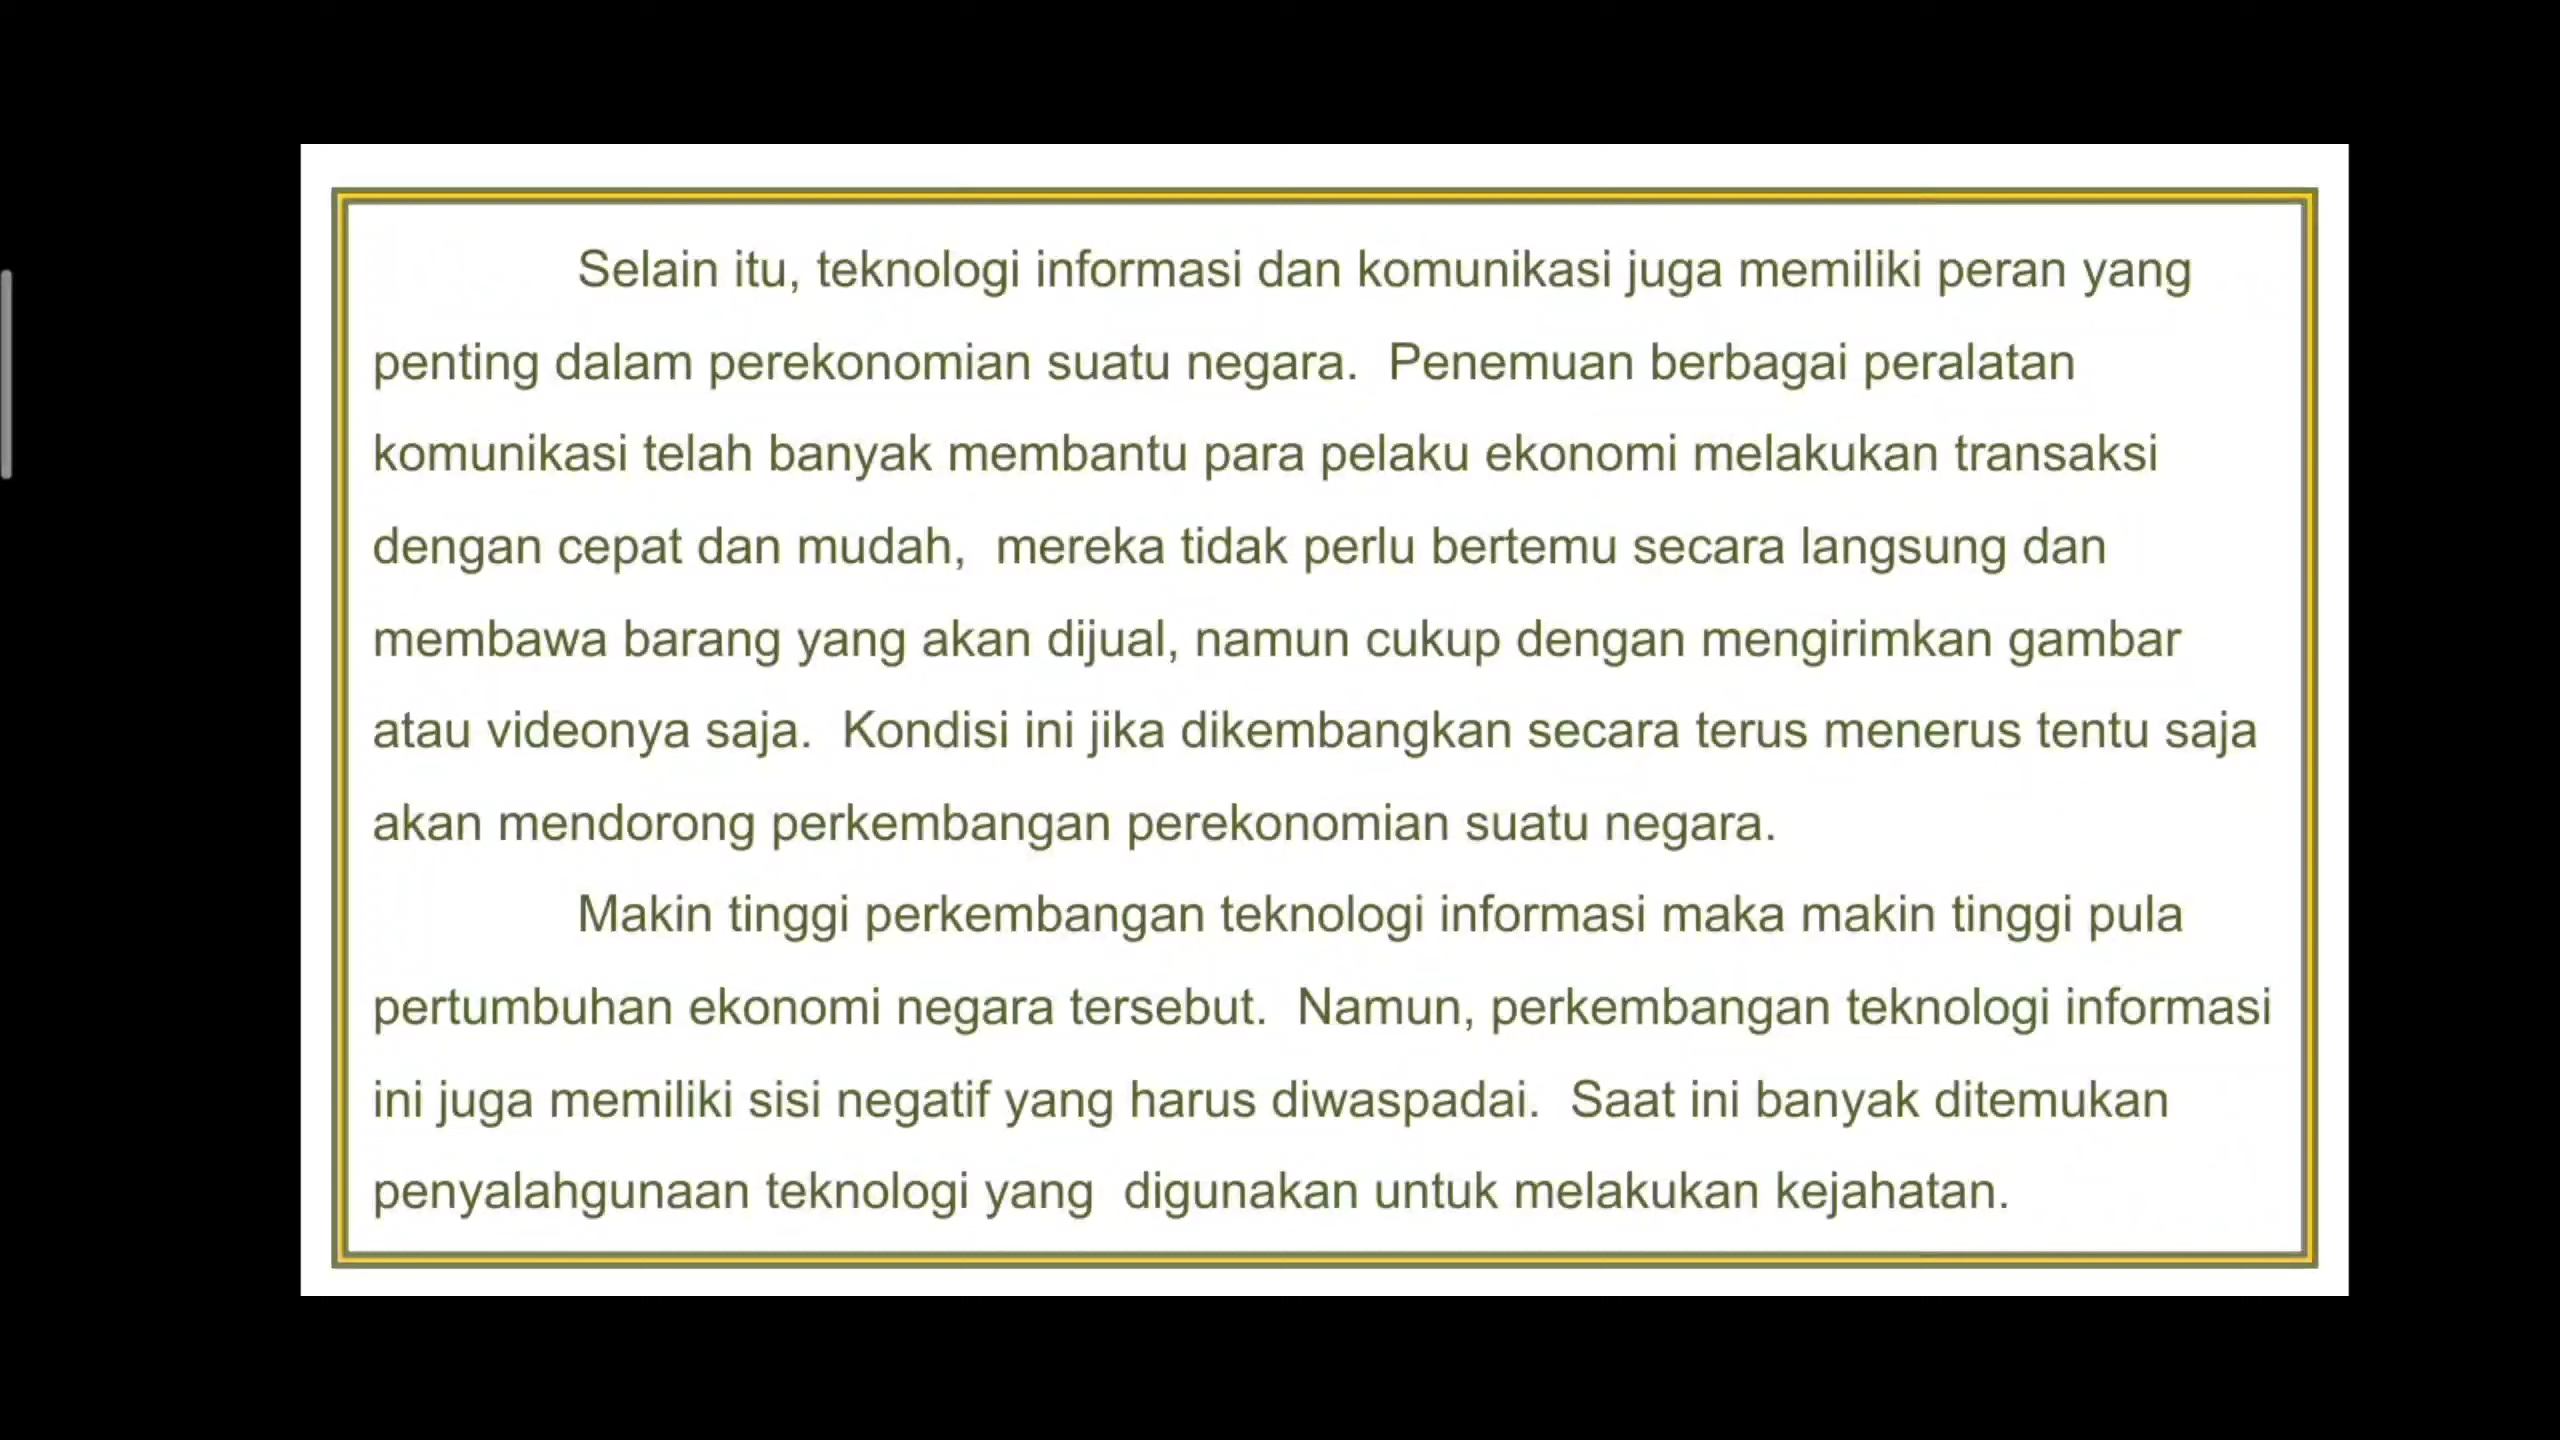 Selain itu, teknologi informasi dan komunikasi juga memiliki peran yang
penting dalam perekonomian suatu negara.  Penemuan berbagai peralatan
komunikasi telah banyak membantu para pelaku ekonomi melakukan transaksi
dengan cepat dan mudah,  mereka tidak perlu bertemu secara langsung dan
membawa barang yang akan dijual, namun cukup dengan mengirimkan gambar
atau videonya saja.  Kondisi ini jika dikembangkan secara terus menerus tentu saja
akan mendorong perkembangan perekonomian suatu negara.
Makin tinggi perkembangan teknologi informasi maka makin tinggi pula
pertumbuhan ekonomi negara tersebut.  Namun, perkembangan teknologi informasi
ini juga memiliki sisi negatif yang harus diwaspadai.  Saat ini banyak ditemukan
penyalahgunaan teknologi yang  digunakan untuk melakukan kejahatan.